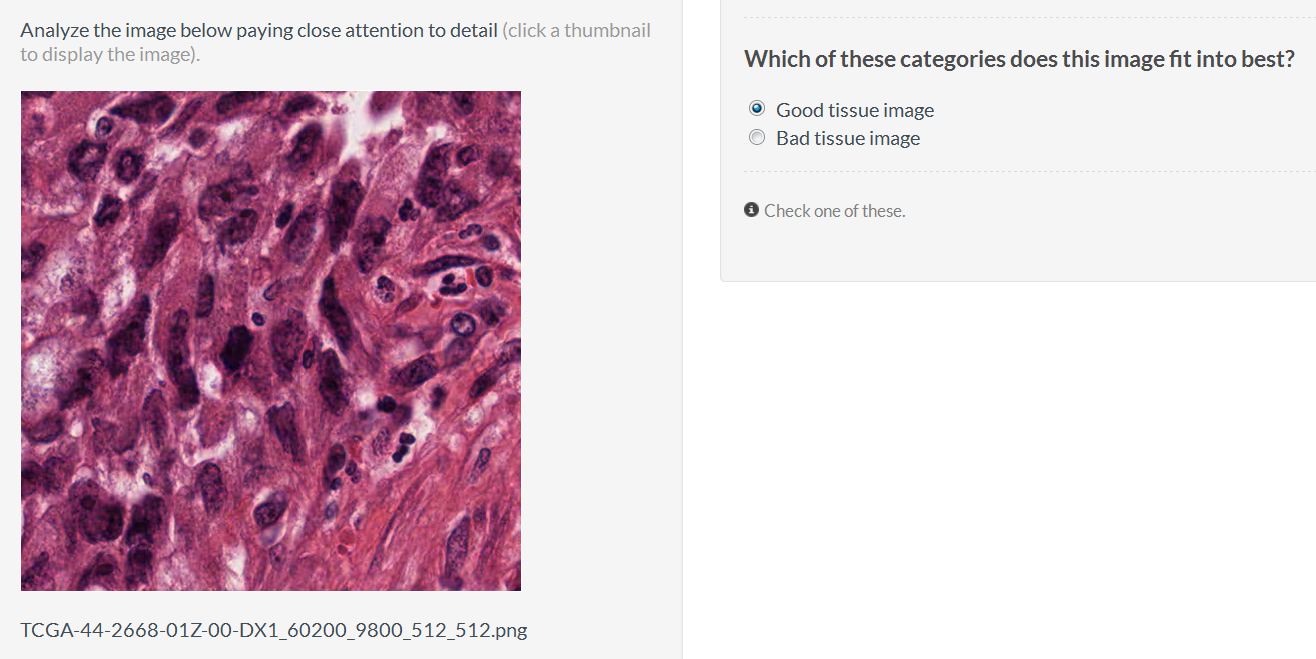 Analyze the image below paying close attention to detail (click a thumbnail
to display the image).
TCGA-44-2668-01Z-00-DX1_60200_9800_512_512.png
Which of these categories does this image fit into best?
Good tissue image
Bad tissue image
Check one of these.